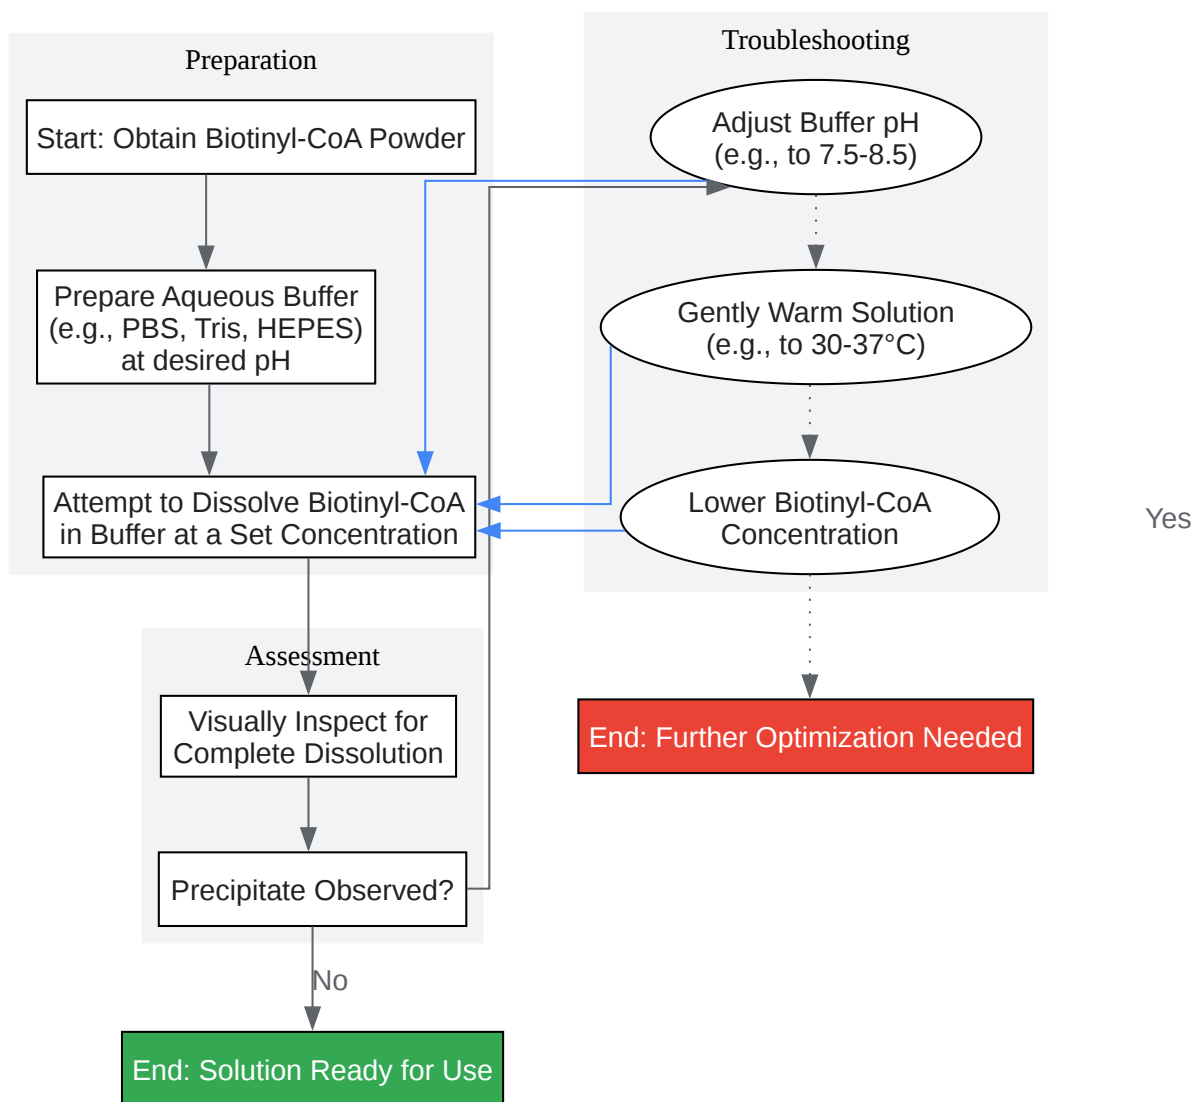 Preparation
Start: Obtain Biotinyl-CoA Powder
Prepare Aqueous Buffer
(e.g., PBS, Tris, HEPES)
at desired pH
Attempt to Dissolve Biotinyl-CoA
in Buffer at a Set Concentration
Assessment
Visually Inspect for
Complete Dissolution
Precipitate Observed?
No
End: Solution Ready for Use
Troubleshooting
Adjust Buffer pH
(e.g., to 7.5-8.5)
Gently Warm Solution
(e.g., to 30-37°C)
Lower Biotinyl-CoA
Concentration
End: Further Optimization Needed
Yes